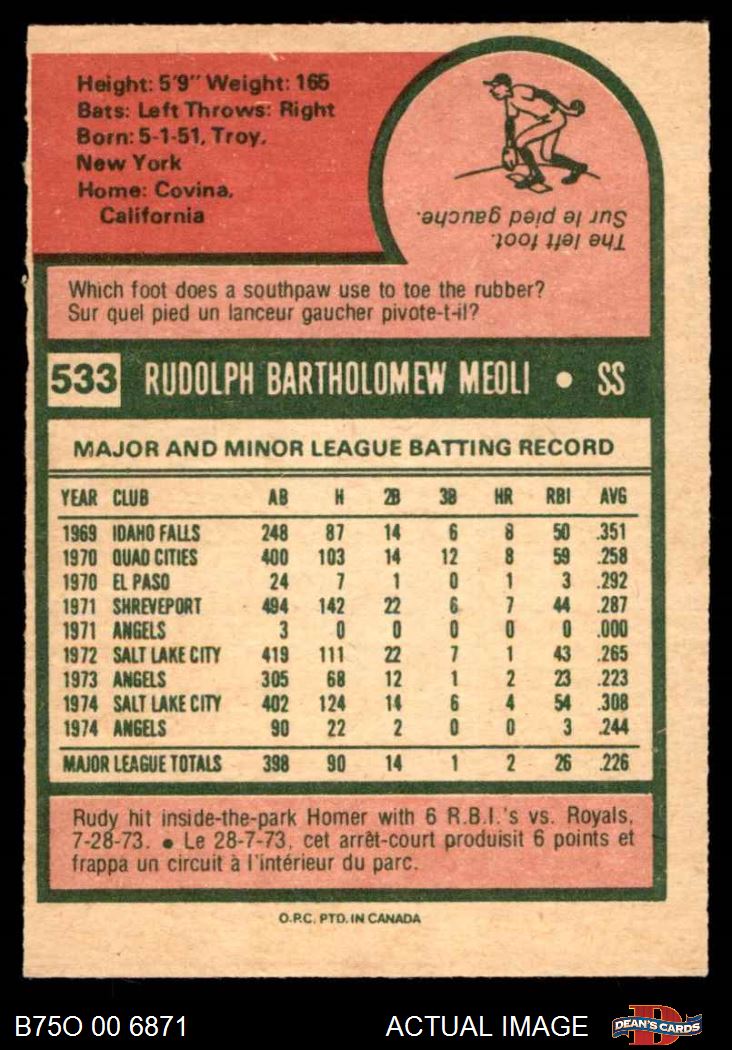 Height: 5'9" Weight: 165
Bats: Left Throws: Right
Born: 5-1-51, Troy,
New York
Home: Covina,
California
The left foot.
Sur le pied gauche.
Which foot does a southpaw use to toe the rubber?
Sur quel pied un lanceur gaucher pivote-t-il?
533 RUDOLPH BARTHOLOMEW MEOLI • SS
MAJOR AND MINOR LEAGUE BATTING RECORD
YEAR CLUB AB H 2B 3B HR RBI AVG
1969 IDAHO FALLS 248 87 14 6 8 50 .351
1970 QUAD CITIES 400 103 14 12 8 59 .258
1970 EL PASO 24 7 1 0 1 3 .292
1971 SHREVEPORT 494 142 22 6 7 44 .287
1971 ANGELS 3 0 0 0 0 0 .000
1972 SALT LAKE CITY 419 111 22 7 1 43 .265
1973 ANGELS 305 68 12 1 2 23 .223
1974 SALT LAKE CITY 402 124 14 6 4 54 .308
1974 ANGELS 90 22 2 0 0 3 .244
MAJOR LEAGUE TOTALS 398 90 14 1 2 26 .226
Rudy hit inside-the-park Homer with 6 R.B.I.'s vs. Royals,
7-28-73. • Le 28-7-73, cet arrêt-court produisit 6 points et
frappa un circuit à l'intérieur du parc.
O.P.C. PTD. IN CANADA
B75O 00 6871 ACTUAL IMAGE DEAN'S CARDS